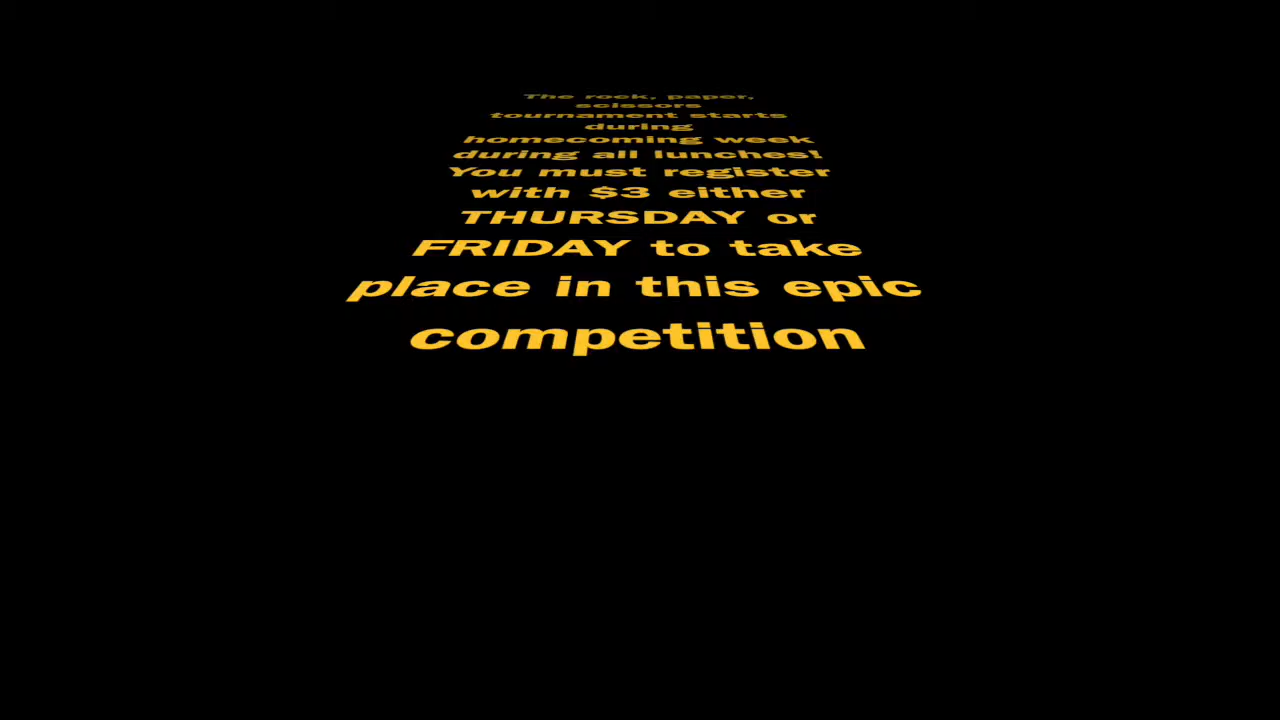 The rock, paper,
scissors
tournament starts
during
homecoming week
during all lunches!
You must register
with $3 either
THURSDAY or
FRIDAY to take
place in this epic
competition